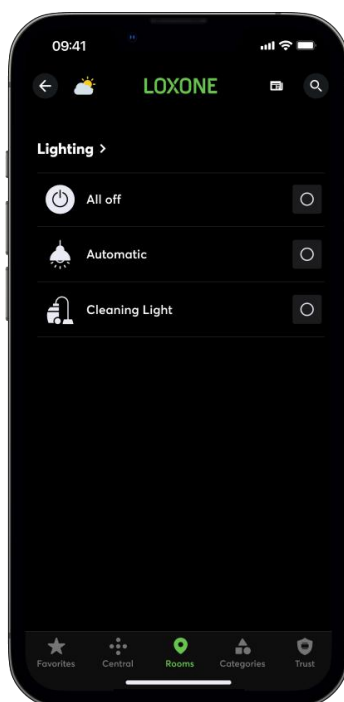 09:41
LOXONE
Lighting >
All off
Automatic
Cleaning Light
Favorites
Central
Rooms
Categories
Trust